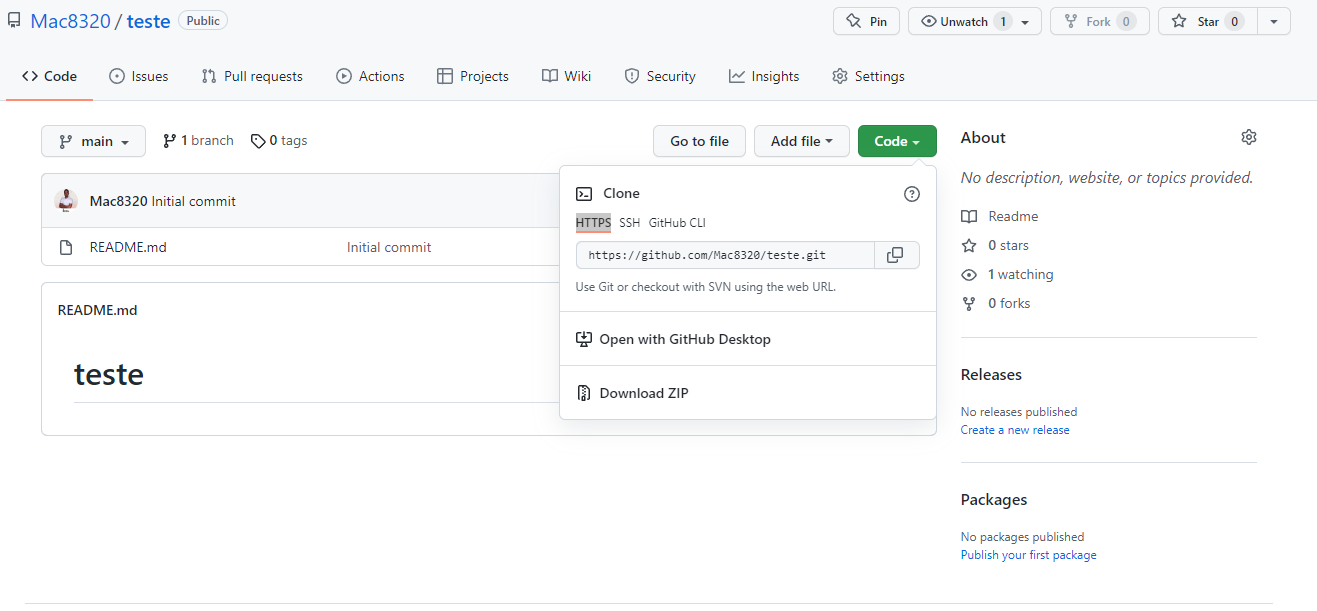 Mac8320 / teste Public
Pin Unwatch 1 Fork 0 Star 0
Code Issues Pull requests Actions Projects Wiki Security Insights Settings
main 1 branch 0 tags Go to file Add file Code
Mac8320 Initial commit
README.md Initial commit
README.md
teste
Clone
HTTPS SSH GitHub CLI
https://github.com/Mac8320/teste.git
Use Git or checkout with SVN using the web URL.
Open with GitHub Desktop
Download ZIP
About
No description, website, or topics provided.
Readme
0 stars
1 watching
0 forks
Releases
No releases published
Create a new release
Packages
No packages published
Publish your first package